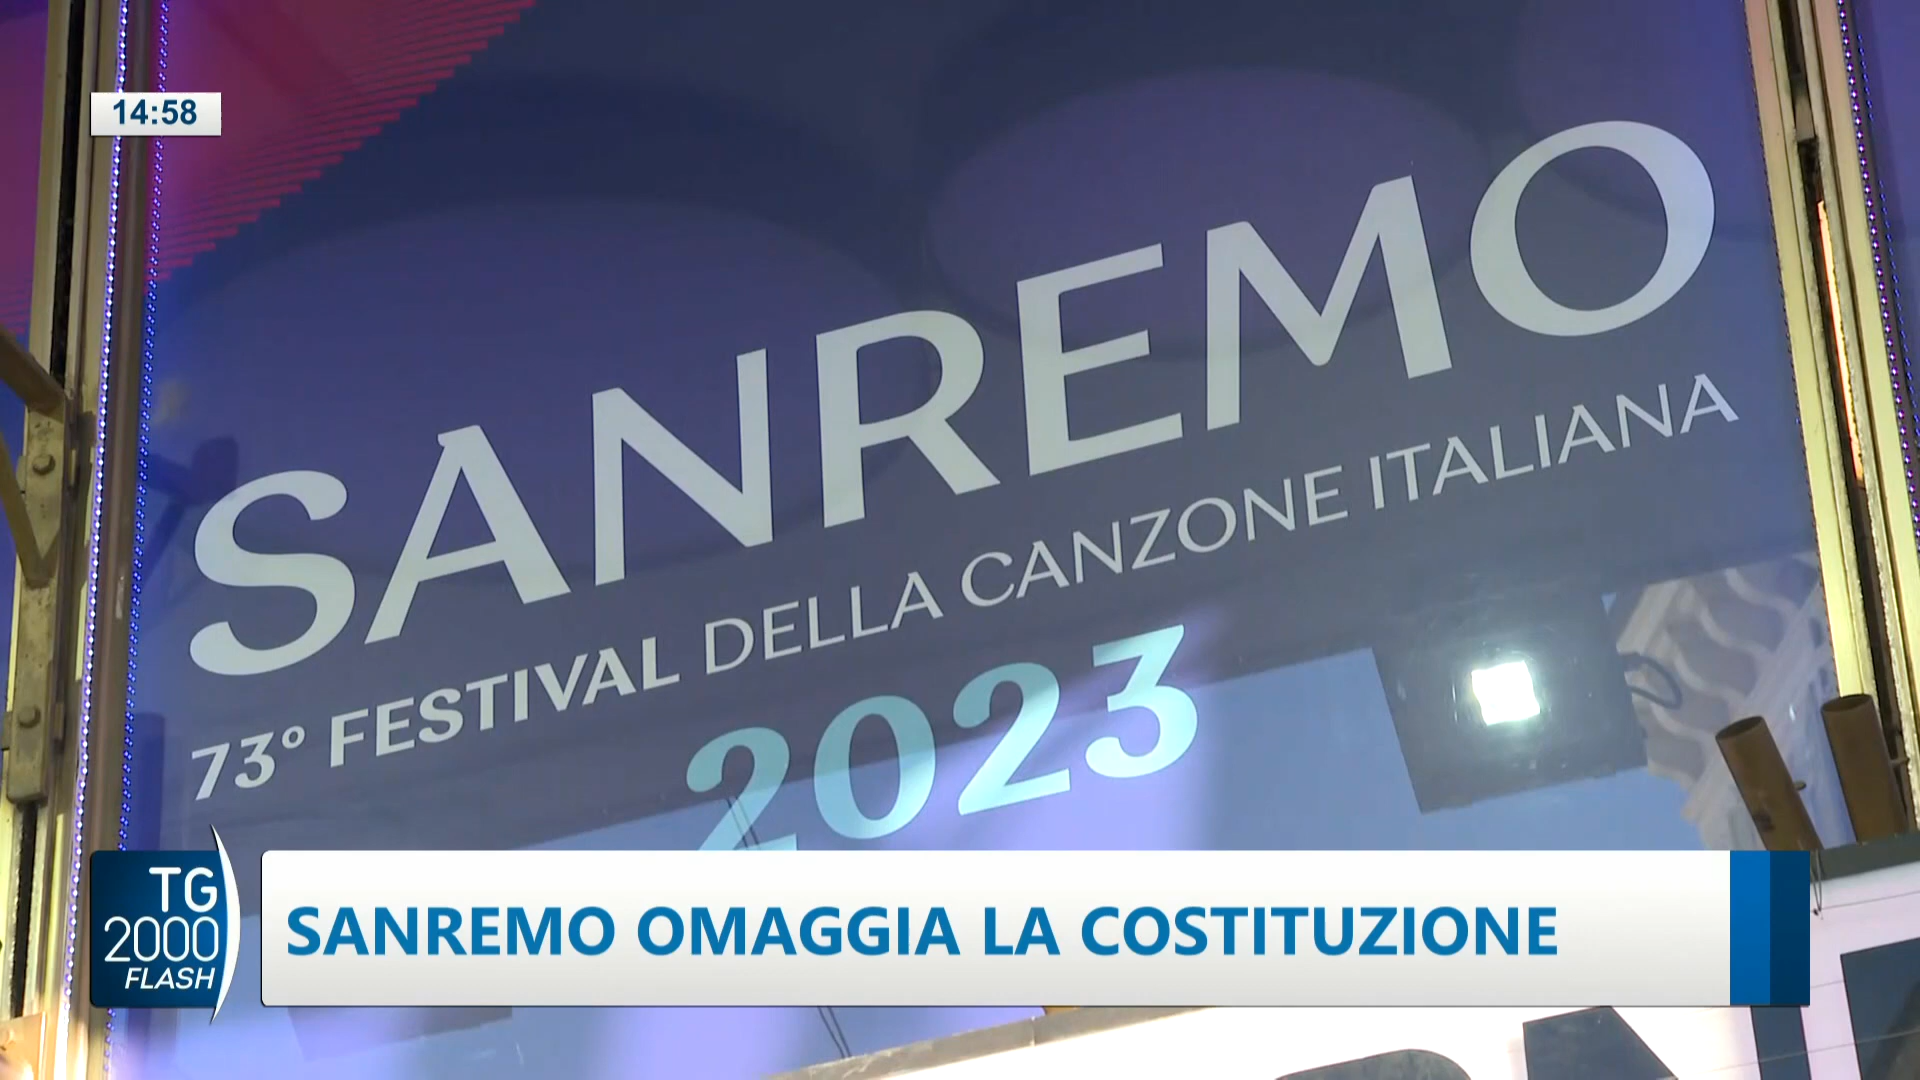 14:58
SANREMO
73° FESTIVAL DELLA CANZONE ITALIANA
2023
TG
2000
FLASH
SANREMO OMAGGIA LA COSTITUZIONE